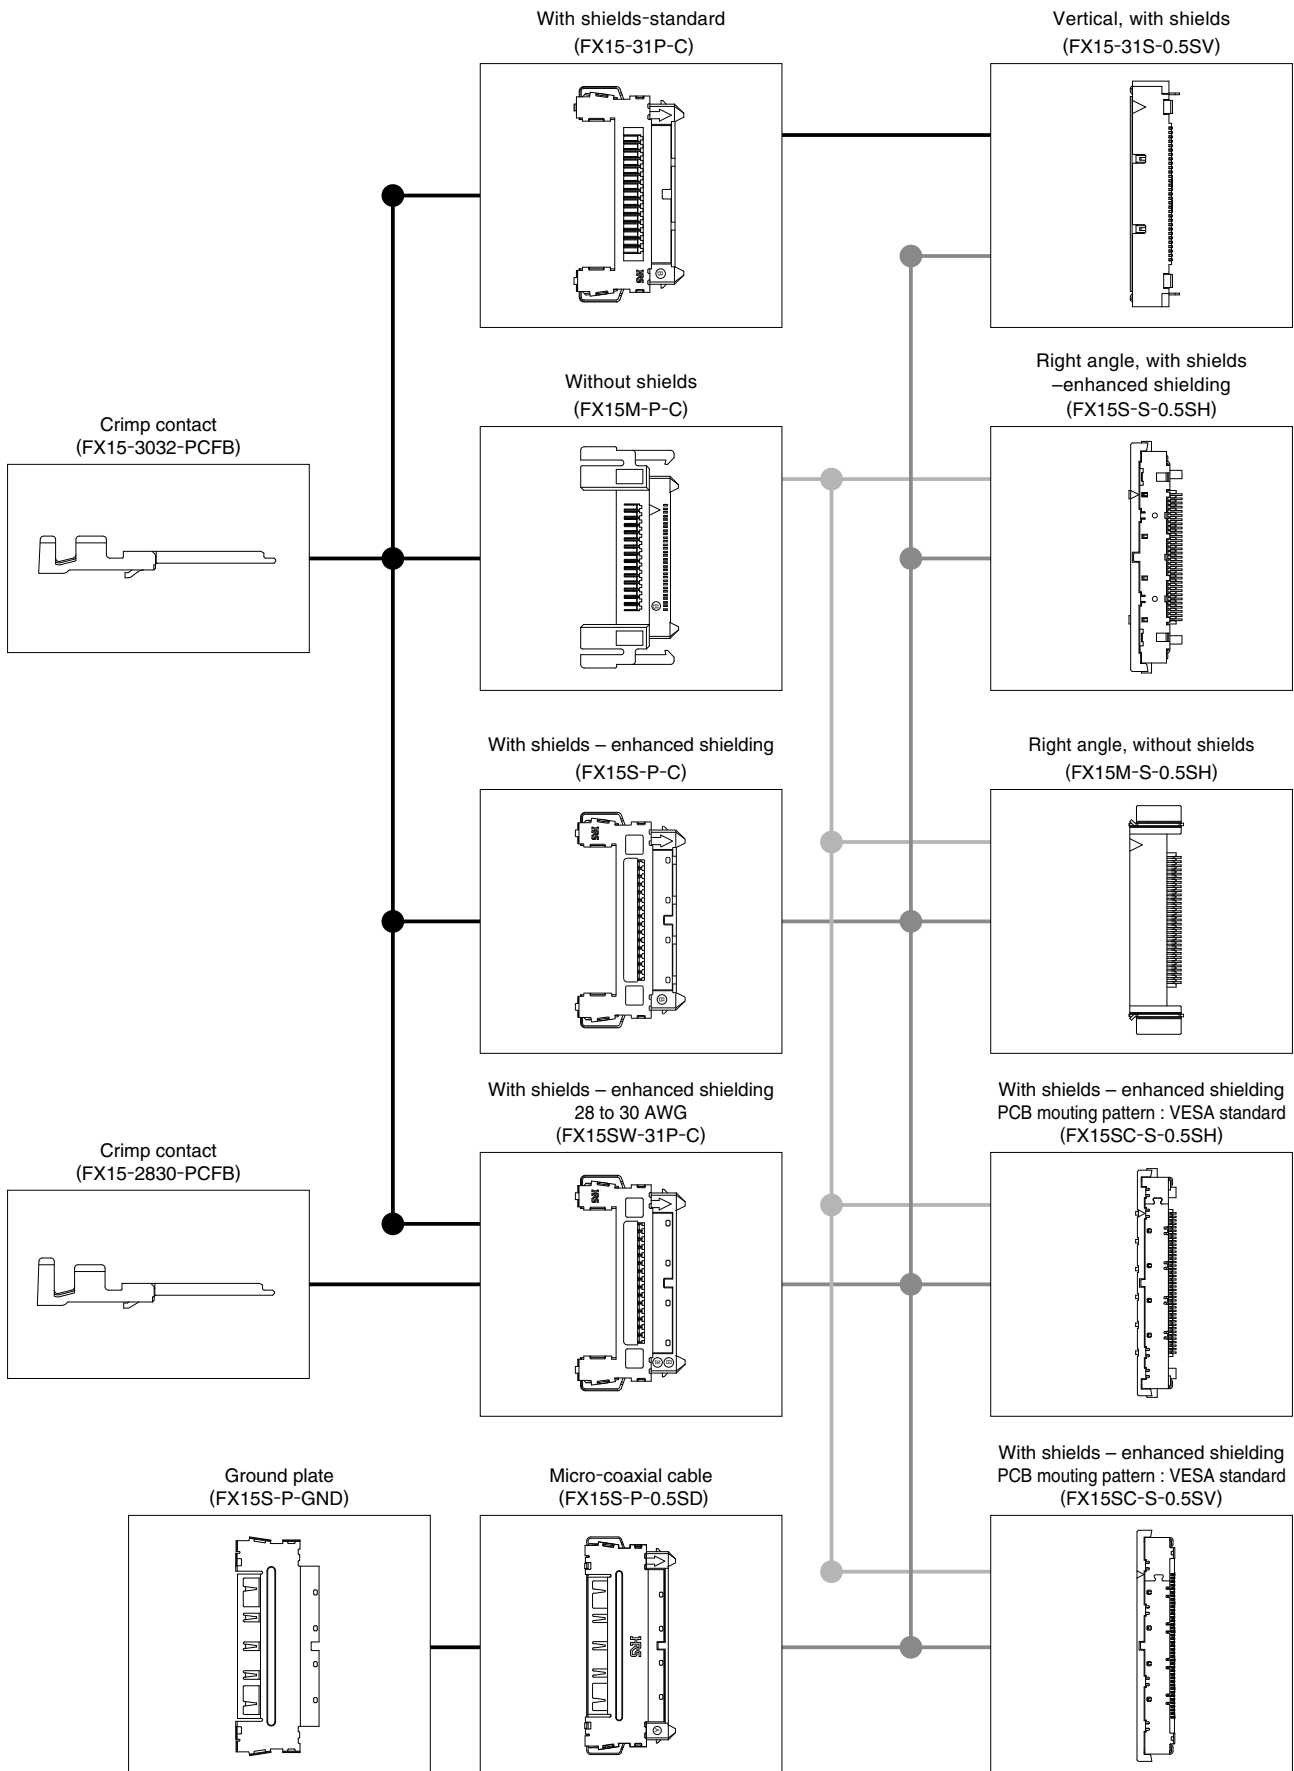 With shields-standard
(FX15-31P-C)
Vertical, with shields
(FX15-31S-0.5SV)
Without shields
(FX15M-P-C)
Right angle, with shields
–enhanced shielding
(FX15S-S-0.5SH)
Crimp contact
(FX15-3032-PCFB)
With shields – enhanced shielding
(FX15S-P-C)
Right angle, without shields
(FX15M-S-0.5SH)
With shields – enhanced shielding
28 to 30 AWG
(FX15SW-31P-C)
With shields – enhanced shielding
PCB mouting pattern : VESA standard
(FX15SC-S-0.5SH)
Crimp contact
(FX15-2830-PCFB)
Ground plate
(FX15S-P-GND)
Micro-coaxial cable
(FX15S-P-0.5SD)
With shields – enhanced shielding
PCB mouting pattern : VESA standard
(FX15SC-S-0.5SV)